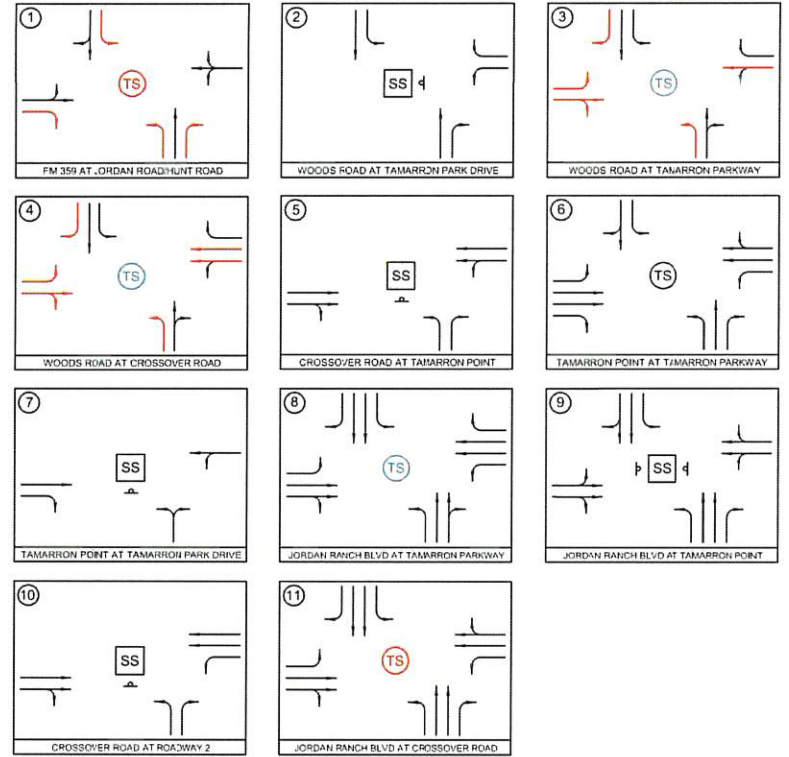 1
TS
FM 359 AT JORDAN ROAD/HUNT ROAD
2
SS
WOODS ROAD AT TAMARRON PARK DRIVE
3
TS
WOODS ROAD AT TAMARRON PARKWAY
4
TS
WOODS ROAD AT CROSSOVER ROAD
5
SS
CROSSOVER ROAD AT TAMARRON POINT
6
TS
TAMARRON POINT AT TAMARRON PARKWAY
7
SS
TAMARRON POINT AT TAMARRON PARK DRIVE
8
TS
JORDAN RANCH BLVD AT TAMARRON PARKWAY
9
SS
JORDAN RANCH BLVD AT TAMARRON POINT
10
SS
CROSSOVER ROAD AT ROADWAY 2
11
TS
JORDAN RANCH BLVD AT CROSSOVER ROAD